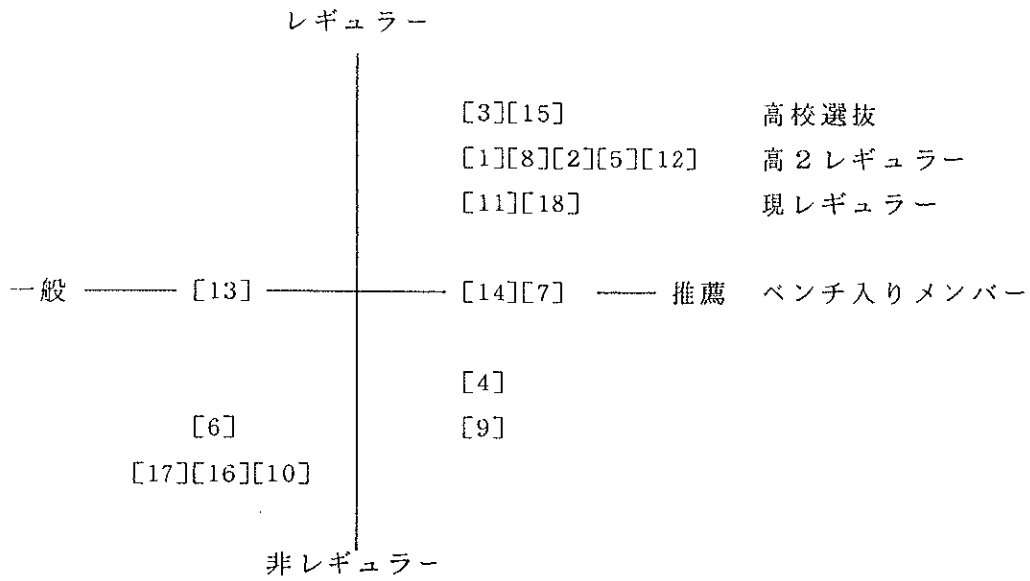 レギュラー
[3][15] 高校選抜
[1][8][2][5][12] 高2レギュラー
[11][18] 現レギュラー
一般 [13] [14][7] 推薦 ベンチ入りメンバー
[4]
[6] [9]
[17][16][10]
非レギュラー